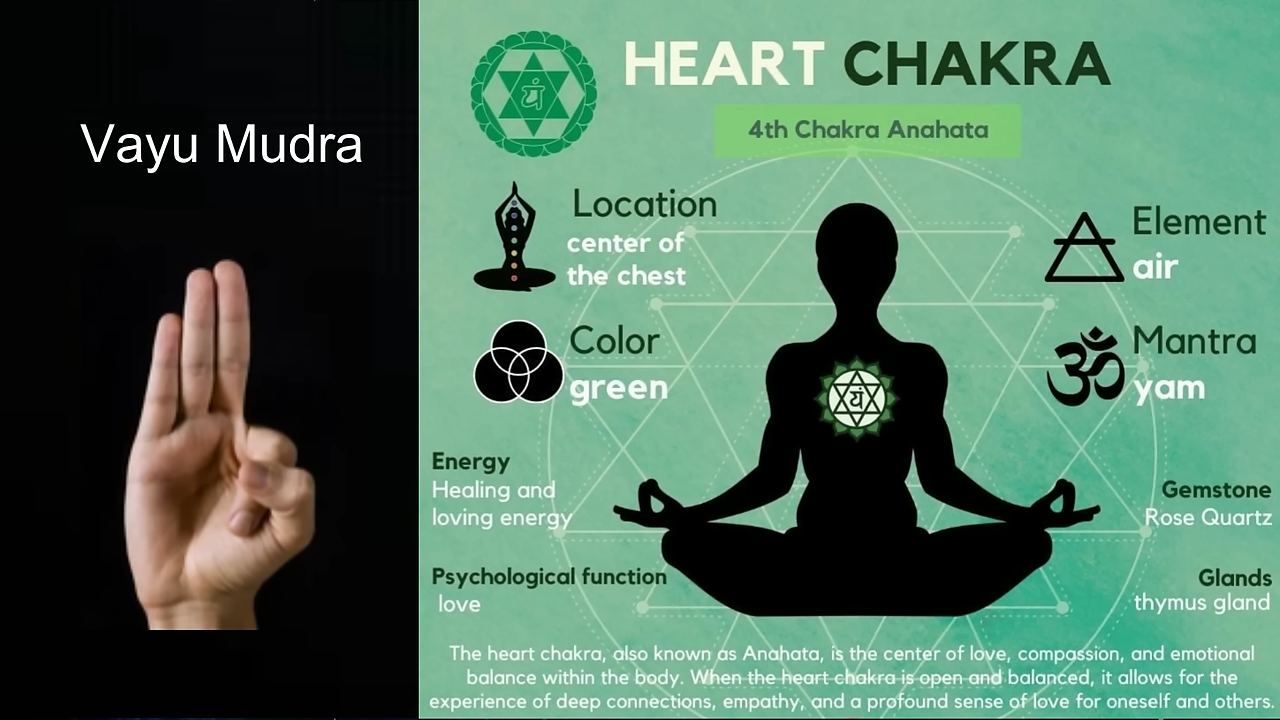 Vayu Mudra
HEART CHAKRA
4th Chakra Anahata
यं
Location
center of
the chest
Element
air
Color
green
Mantra
yam
ॐ
यं
Energy
Healing and
loving energy
Gemstone
Rose Quartz
Psychological function
love
Glands
thymus gland
The heart chakra, also known as Anahata, is the center of love, compassion, and emotional
balance within the body. When the heart chakra is open and balanced, it allows for the
experience of deep connections, empathy, and a profound sense of love for oneself and others.